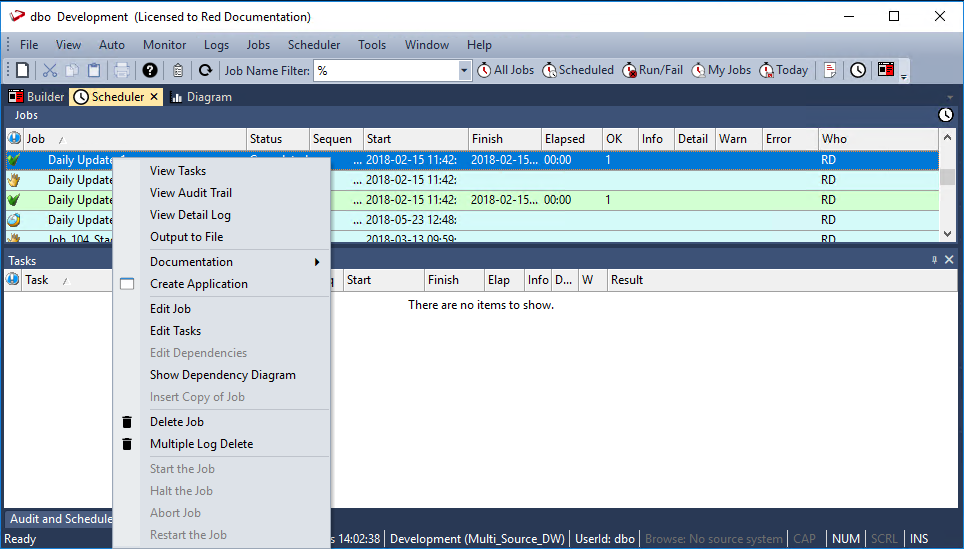 dbo Development (Licensed to Red Documentation)
File View Auto Monitor Logs Jobs Scheduler Tools Window Help
Job Name Filter: % All Jobs Scheduled Run/Fail My Jobs Today
Builder Scheduler Diagram
Jobs
Job Status Sequen Start Finish Elapsed OK Info Detail Warn Error Who
Daily Update ... 2018-02-15 11:42: 2018-02-15... 00:00 1 RD
Daily Update ... 2018-02-15 11:42: RD
Daily Update ... 2018-02-15 11:42: 2018-02-15... 00:00 1 RD
Daily Update ... 2018-05-23 12:48: RD
Job_104_Sta ... 2018-03-13 09:59: RD
Tasks
Task Start Finish Elap Info D... W Result
There are no items to show.
View Tasks
View Audit Trail
View Detail Log
Output to File
Documentation
Create Application
Edit Job
Edit Tasks
Edit Dependencies
Show Dependency Diagram
Insert Copy of Job
Delete Job
Multiple Log Delete
Start the Job
Halt the Job
Abort Job
Restart the Job
Audit and Schedule
Ready s 14:02:38 Development (Multi_Source_DW) UserId: dbo Browse: No source system CAP NUM SCRL INS